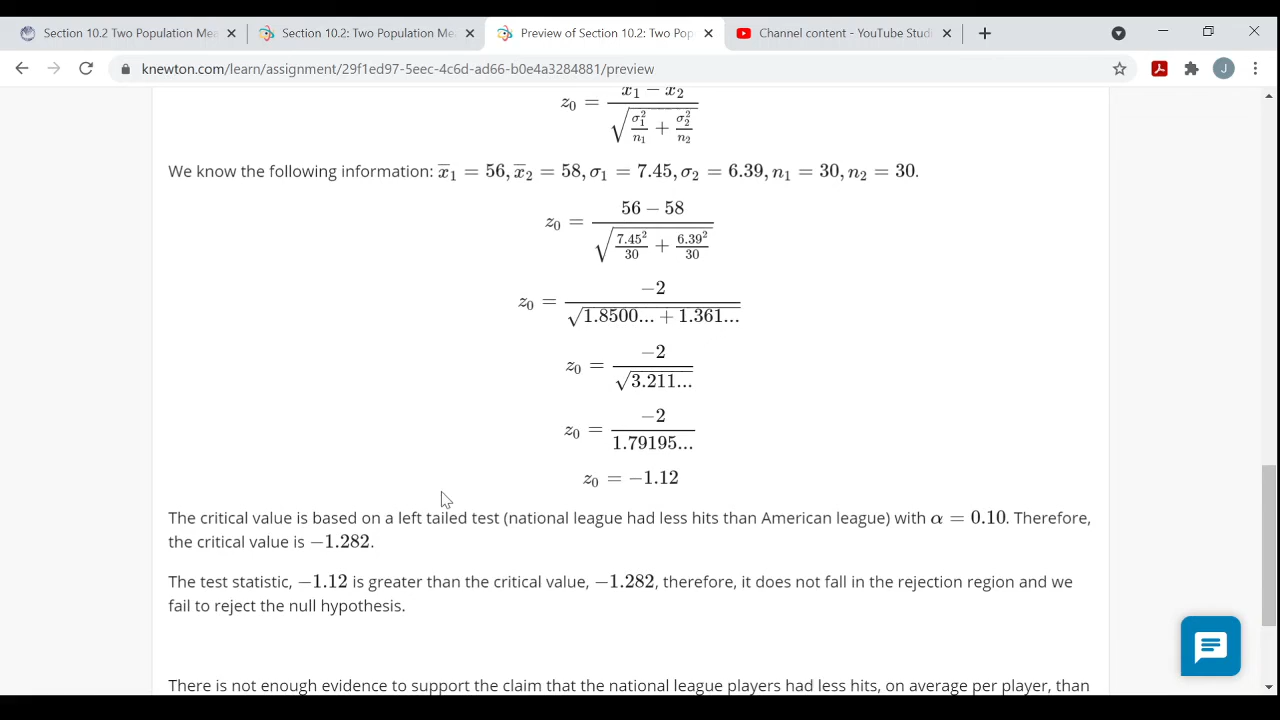 Section 10.2 Two Population Mea
Section 10.2: Two Population Me
Preview of Section 10.2: Two Pop
Channel content - YouTube Studi
knewton.com/learn/assignment/29f1ed97-5eec-4c6d-ad66-b0e4a3284881/preview
J
z₀ = (x̅₁ − x̅₂) / √(σ₁²/n₁ + σ₂²/n₂)
We know the following information: x̅₁ = 56, x̅₂ = 58, σ₁ = 7.45, σ₂ = 6.39, n₁ = 30, n₂ = 30.
z₀ = (56 − 58) / √(7.45²/30 + 6.39²/30)
z₀ = −2 / √(1.8500... + 1.361...)
z₀ = −2 / √(3.211...)
z₀ = −2 / 1.79195...
z₀ = −1.12
The critical value is based on a left tailed test (national league had less hits than American league) with α = 0.10. Therefore,
the critical value is −1.282.
The test statistic, −1.12 is greater than the critical value, −1.282, therefore, it does not fall in the rejection region and we
fail to reject the null hypothesis.
There is not enough evidence to support the claim that the national league players had less hits, on average per player, than